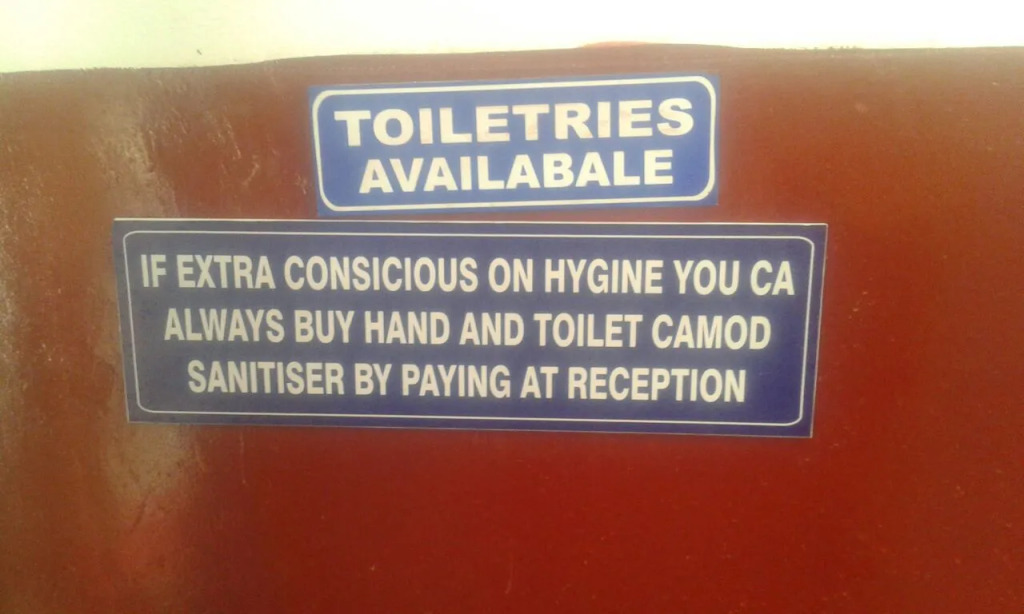 TOILETRIES
AVAILABALE
IF EXTRA CONSICIOUS ON HYGINE YOU CA
ALWAYS BUY HAND AND TOILET CAMOD
SANITISER BY PAYING AT RECEPTION